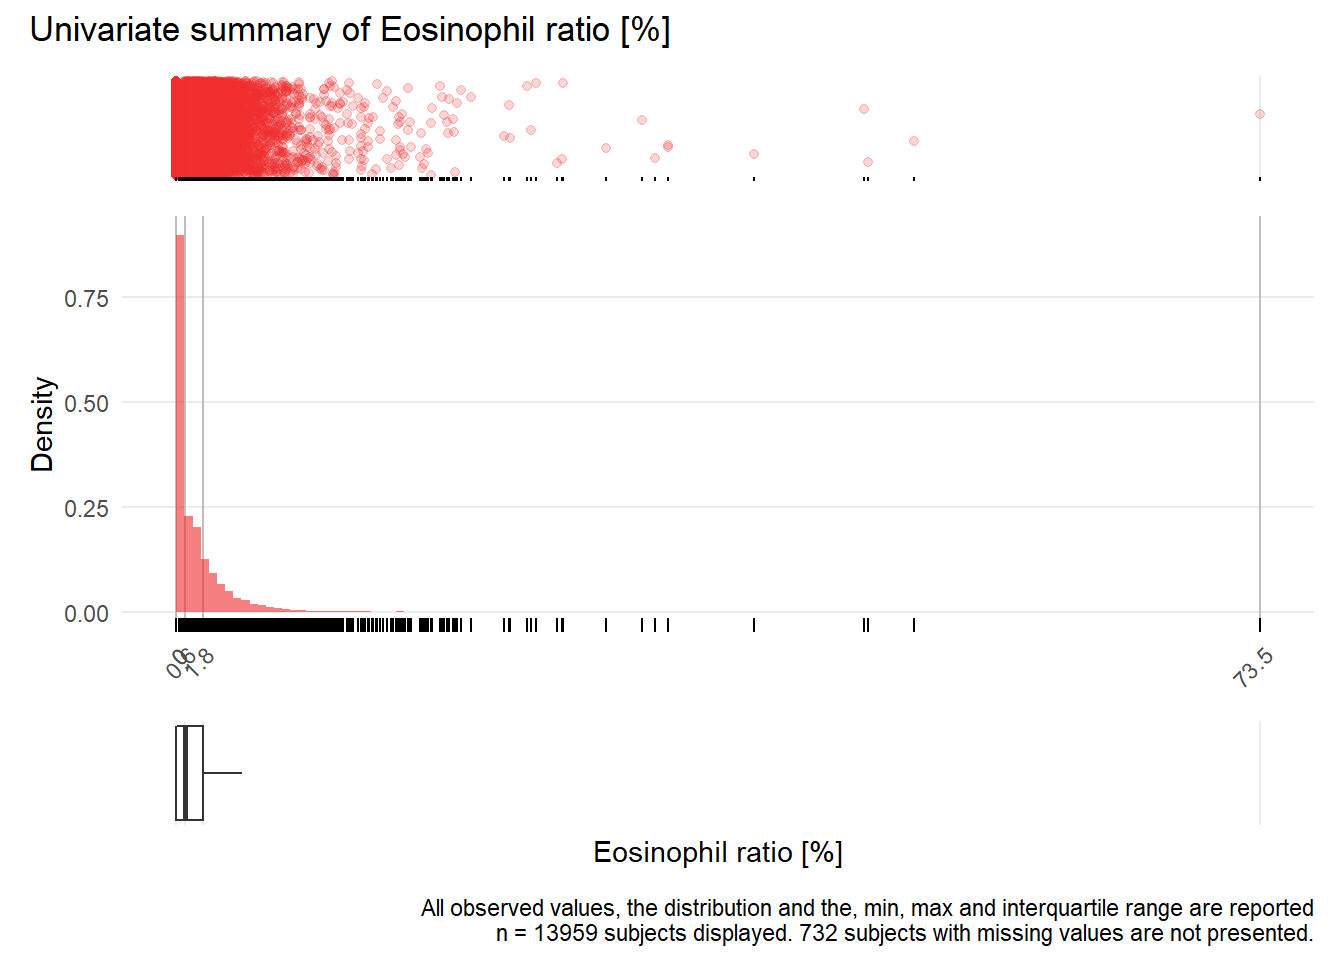 Univariate summary of Eosinophil ratio [%]
Density
0.75
0.50
0.25
0.00
0.6
1.8
73.5
Eosinophil ratio [%]
All observed values, the distribution and the, min, max and interquartile range are reported
n = 13959 subjects displayed. 732 subjects with missing values are not presented.